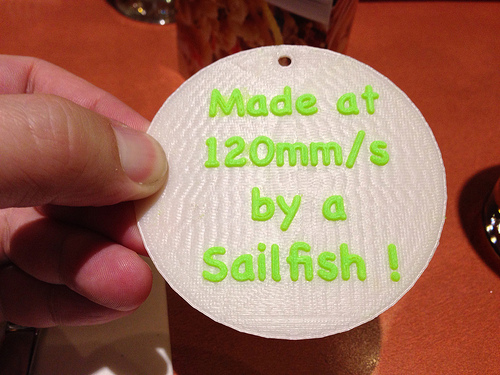 Made at
120mm/s
by a
Sailfish !